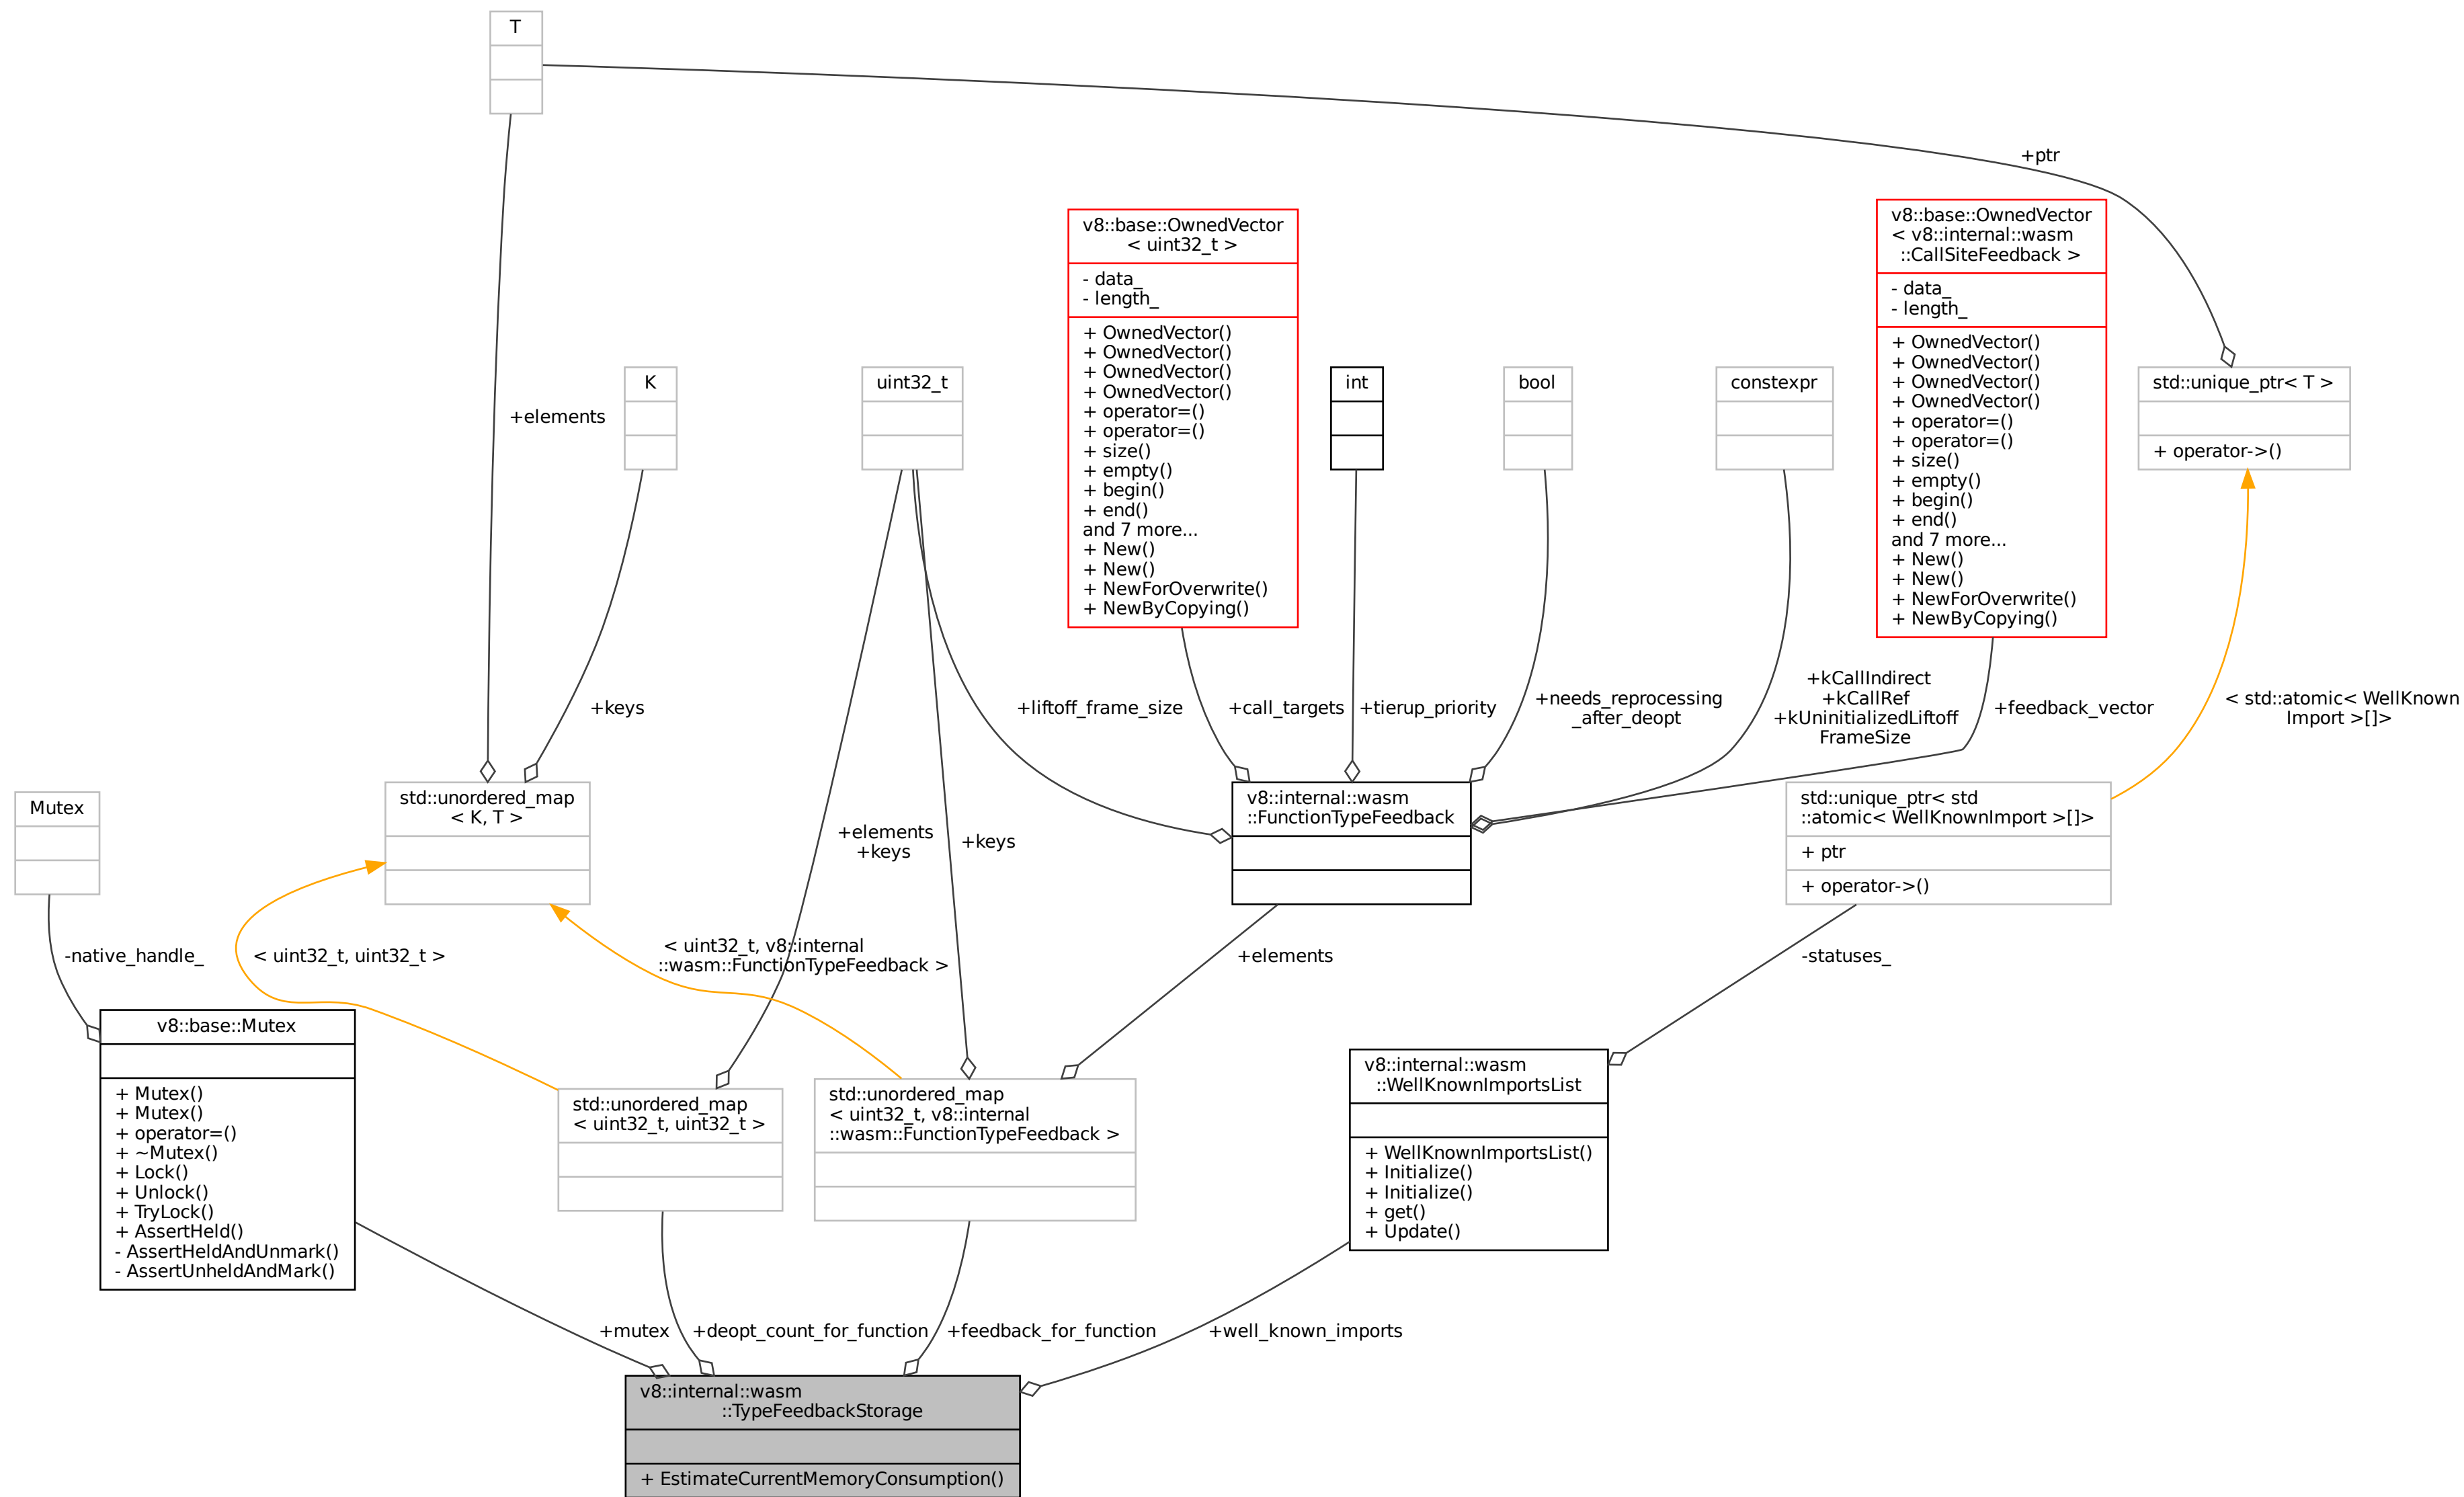 T
+ptr
v8::base::OwnedVector
< uint32_t >
- data_
- length_
+ OwnedVector()
+ OwnedVector()
+ OwnedVector()
+ OwnedVector()
+ operator=()
+ operator=()
+ size()
+ empty()
+ begin()
+ end()
and 7 more...
+ New()
+ New()
+ NewForOverwrite()
+ NewByCopying()
v8::base::OwnedVector
< v8::internal::wasm
::CallSiteFeedback >
- data_
- length_
+ OwnedVector()
+ OwnedVector()
+ OwnedVector()
+ OwnedVector()
+ operator=()
+ operator=()
+ size()
+ empty()
+ begin()
+ end()
and 7 more...
+ New()
+ New()
+ NewForOverwrite()
+ NewByCopying()
K
uint32_t
int
bool
constexpr
std::unique_ptr< T >
+ operator->()
+elements
+keys
+liftoff_frame_size
+call_targets
+tierup_priority
+needs_reprocessing
_after_deopt
+kCallIndirect
+kCallRef
+kUninitializedLiftoff
FrameSize
+feedback_vector
< std::atomic< WellKnown
Import >[]>
Mutex
std::unordered_map
< K, T >
+elements
+keys
+keys
v8::internal::wasm
::FunctionTypeFeedback
std::unique_ptr< std
::atomic< WellKnownImport >[]>
+ ptr
+ operator->()
-native_handle_
< uint32_t, uint32_t >
< uint32_t, v8::internal
::wasm::FunctionTypeFeedback >
+elements
-statuses_
v8::base::Mutex
+ Mutex()
+ Mutex()
+ operator=()
+ ~Mutex()
+ Lock()
+ Unlock()
+ TryLock()
+ AssertHeld()
- AssertHeldAndUnmark()
- AssertUnheldAndMark()
std::unordered_map
< uint32_t, uint32_t >
std::unordered_map
< uint32_t, v8::internal
::wasm::FunctionTypeFeedback >
v8::internal::wasm
::WellKnownImportsList
+ WellKnownImportsList()
+ Initialize()
+ Initialize()
+ get()
+ Update()
+mutex
+deopt_count_for_function
+feedback_for_function
+well_known_imports
v8::internal::wasm
::TypeFeedbackStorage
+ EstimateCurrentMemoryConsumption()